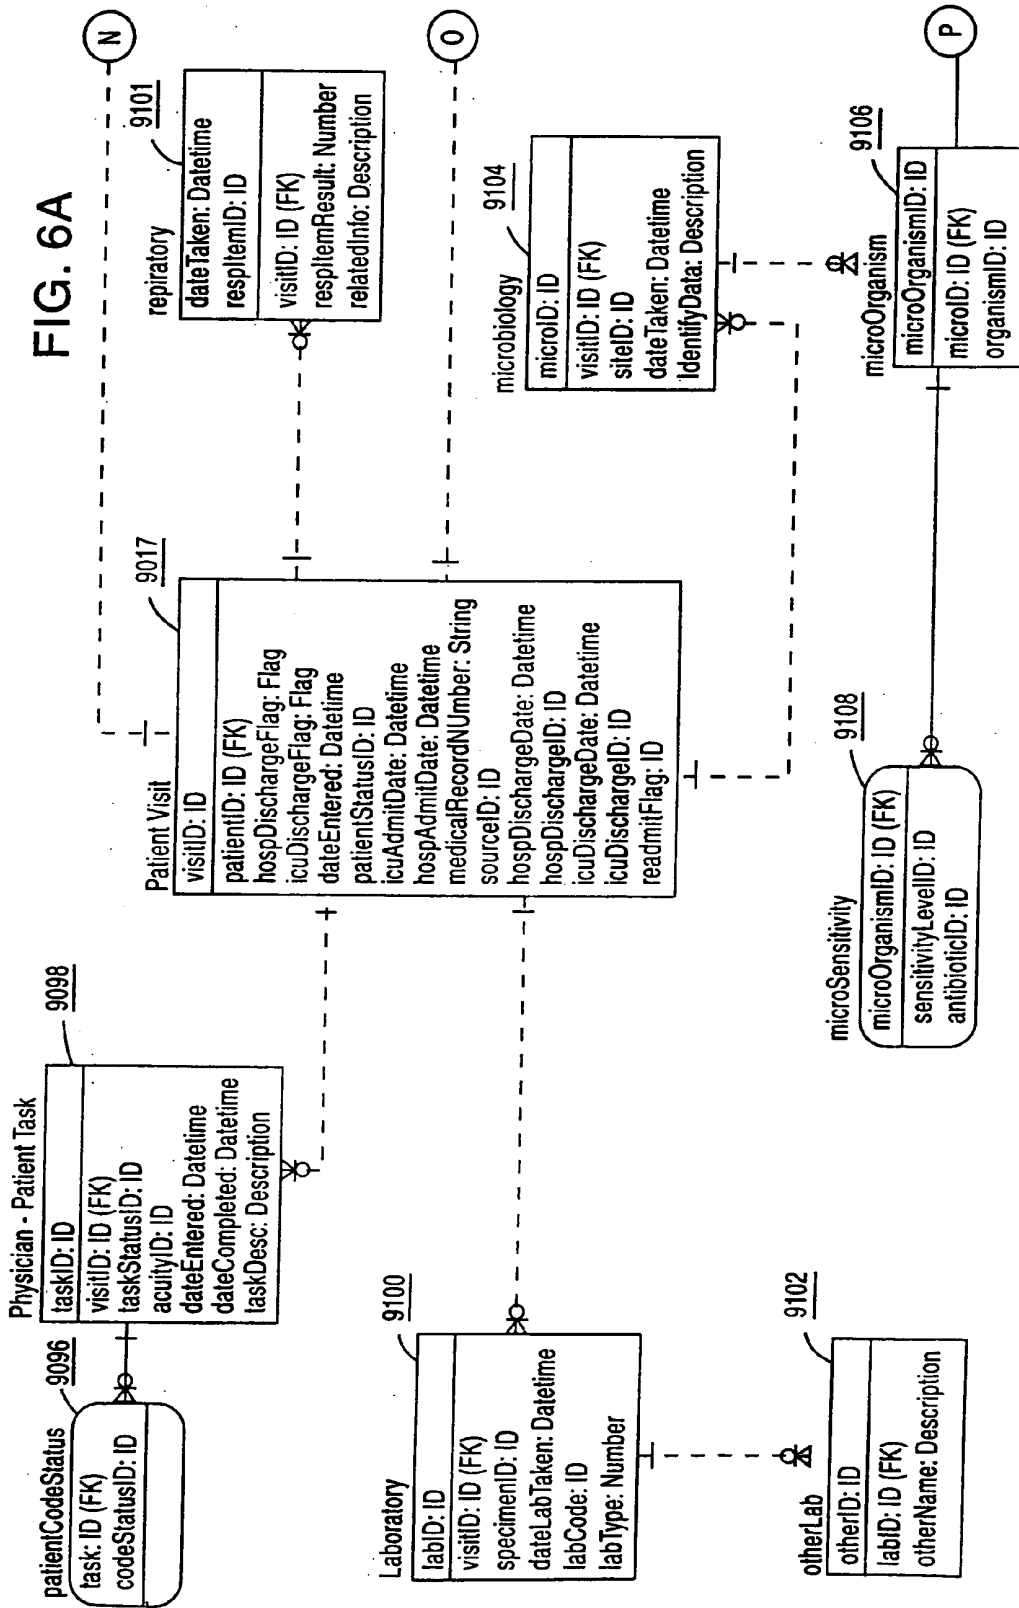 FIG. 6A
Physician - Patient Task
9098
taskID: ID
visitID: ID (FK)
taskStatusID: ID
acuityID: ID
dateEntered: Datetime
dateCompleted: Datetime
taskDesc: Description
patientCodeStatus
9096
task: ID (FK)
codeStatusID: ID
Patient Visit
9017
visitID: ID
patientID: ID (FK)
hospDischargeFlag: Flag
icuDischargeFlag: Flag
dateEntered: Datetime
patientStatusID: ID
icuAdmitDate: Datetime
hospAdmitDate: Datetime
medicalRecordNUmber: String
sourceID: ID
hospDischargeDate: Datetime
hospDischargeID: ID
icuDischargeDate: Datetime
icuDischargeID: ID
readmitFlag: ID
repiratory
9101
dateTaken: Datetime
respItemID: ID
visitID: ID (FK)
respItemResult: Number
relatedInfo: Description
N
O
P
Laboratory
9100
labID: ID
visitID: ID (FK)
specimenID: ID
dateLabTaken: Datetime
labCode: ID
labType: Number
otherLab
9102
otherID: ID
labID: ID (FK)
otherName: Description
microbiology
9104
microID: ID
visitID: ID (FK)
siteID: ID
dateTaken: Datetime
IdentifyData: Description
microOrganism
9106
microOrganismID: ID
microID: ID (FK)
organismID: ID
microSensitivity
9108
microOrganismID: ID (FK)
sensitivityLevelID: ID
antibioticID: ID